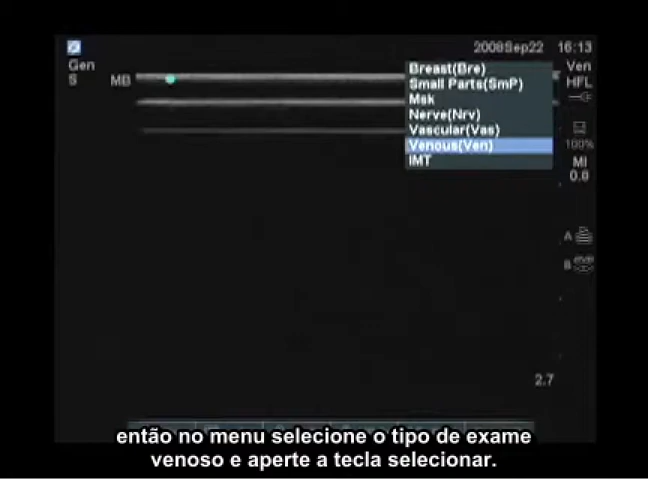 2008Sep22 16:13
Gen
S
MB
Breast(Bre)
Small Parts(SmP)
Msk
Nerve(Nrv)
Vascular(Vas)
Venous(Ven)
IMT
Ven
HFL
100%
MI
0.8
A
B
2.7
então no menu selecione o tipo de exame
venoso e aperte a tecla selecionar.